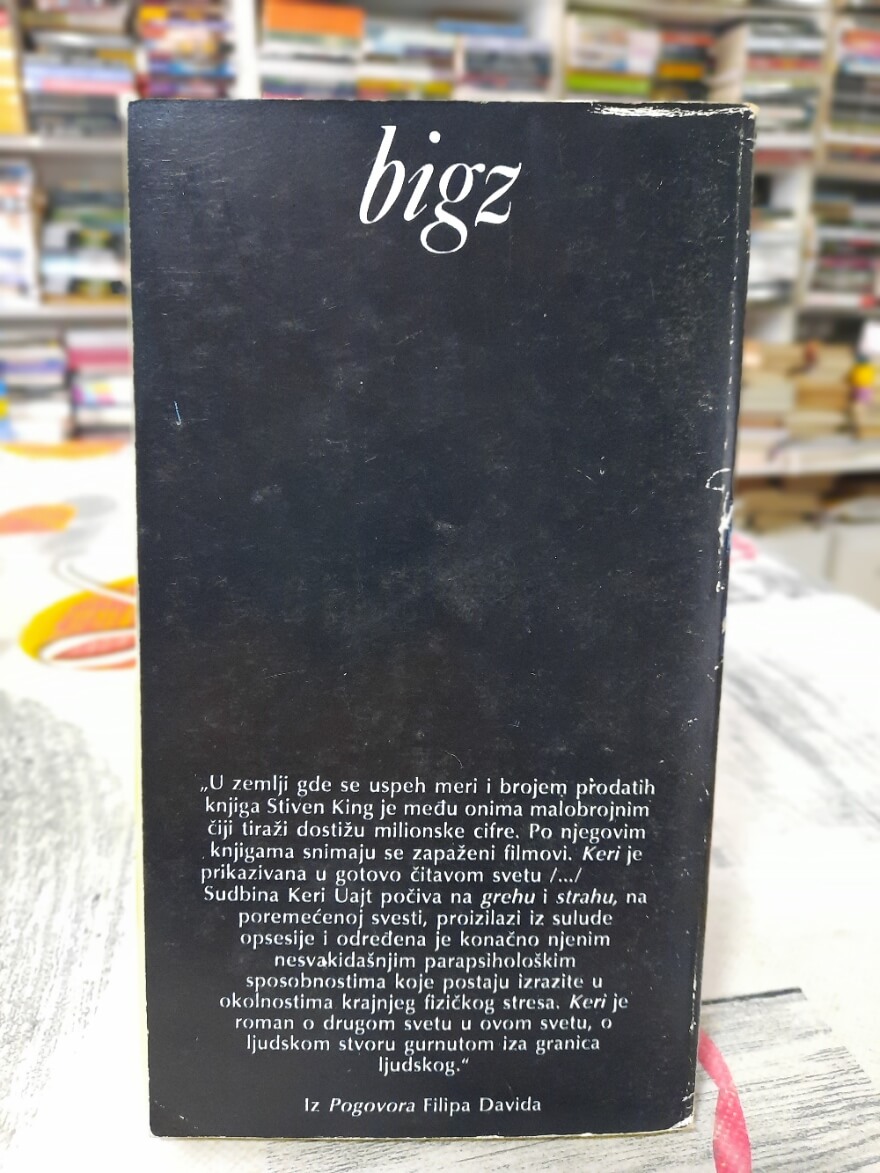 bigz
„U zemlji gde se uspeh meri i brojem prodatih
knjiga Stiven King je među onima malobrojnim
čiji tiraži dostižu milionske cifre. Po njegovim
knjigama snimaju se zapaženi filmovi. Keri je
prikazivana u gotovo čitavom svetu /.../
Sudbina Keri Uajt počiva na grehu i strahu, na
poremećenoj svesti, proizilazi iz sulude
opsesije i određena je konačno njenim
nesvakidašnjim parapsihološkim
sposobnostima koje postaju izrazite u
okolnostima krajnjeg fizičkog stresa. Keri je
roman o drugom svetu u ovom svetu, o
ljudskom stvoru gurnutom iza granica
ljudskog.“
Iz Pogovora Filipa Davida